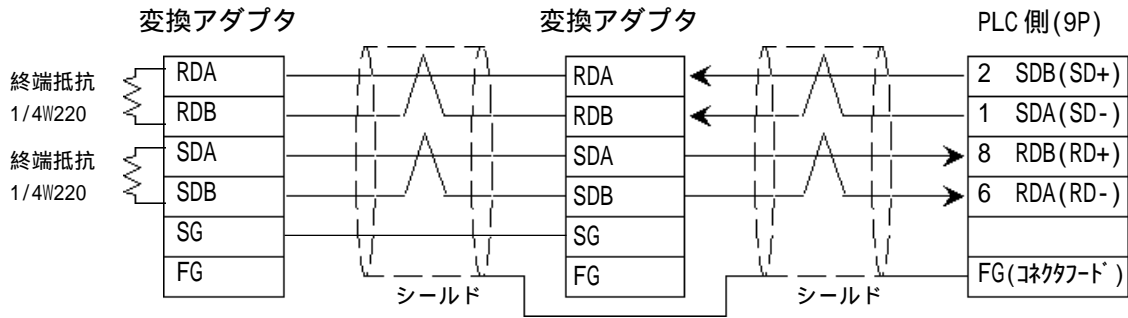 変換アダプタ 変換アダプタ PLC側(9P)
終端抵抗
1/4W220
終端抵抗
1/4W220
RDA
RDB
SDA
SDB
SG
FG
シールド
RDA
RDB
SDA
SDB
SG
FG
シールド
2 SDB(SD+)
1 SDA(SD-)
8 RDB(RD+)
6 RDA(RD-)
FG(ｺﾈｸﾀﾌｰﾄﾞ)